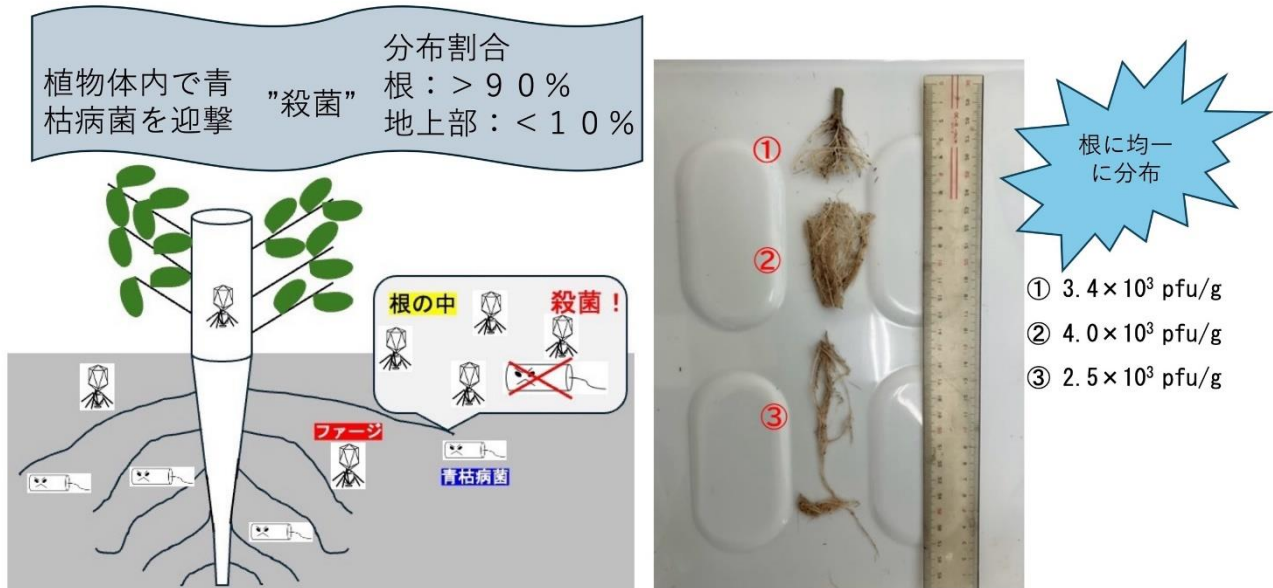 植物体内で青
枯病菌を迎撃
”殺菌”
分布割合
根：＞９０％
地上部：＜１０％
根の中
殺菌！
ファージ
青枯病菌
①
②
③
根に均一
に分布
① 3.4×10³ pfu/g
② 4.0×10³ pfu/g
③ 2.5×10³ pfu/g